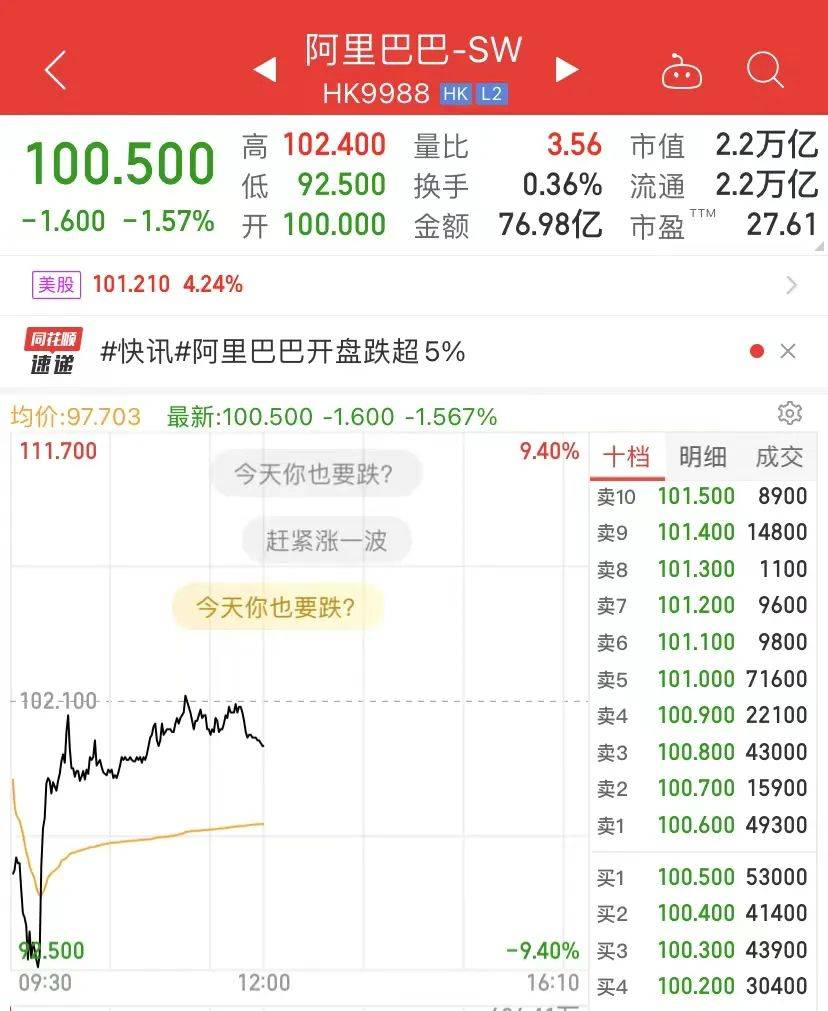 阿里巴巴-SW
HK9988 HK L2
100.500
-1.600 -1.57%
高 102.400 量比 3.56 市值 2.2万亿
低 92.500 换手 0.36% 流通 2.2万亿
开 100.000 金额 76.98亿 市盈TTM 27.61
美股 101.210 4.24%
同花顺
速递
#快讯#阿里巴巴开盘跌超5%
均价:97.703 最新:100.500 -1.600 -1.567%
111.700 9.40%
今天你也要跌?
赶紧涨一波
今天你也要跌?
102.100
92.500 -9.40%
09:30 12:00 16:10
十档 明细 成交
卖10 101.500 8900
卖9 101.400 14800
卖8 101.300 1100
卖7 101.200 9600
卖6 101.100 9800
卖5 101.000 71600
卖4 100.900 22100
卖3 100.800 43000
卖2 100.700 15900
卖1 100.600 49300
买1 100.500 53000
买2 100.400 41400
买3 100.300 43900
买4 100.200 30400